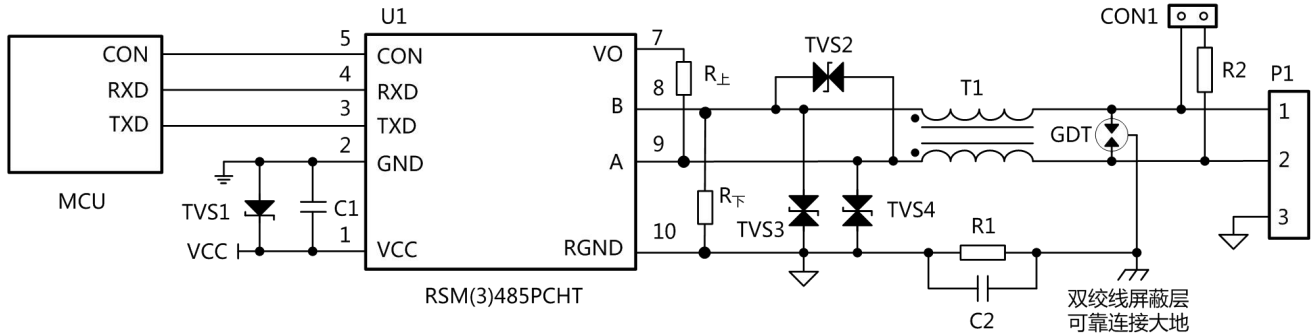 U1
CON1
CON
5
CON
VO
7
TVS2
R2
P1
RXD
4
RXD
R上
8
T1
TXD
3
TXD
B
GDT
1
2
GND
A
9
2
MCU
TVS1
C1
R下
TVS3
TVS4
3
VCC
1
VCC
RGND
10
R1
RSM(3)485PCHT
C2
双绞线屏蔽层
可靠连接大地